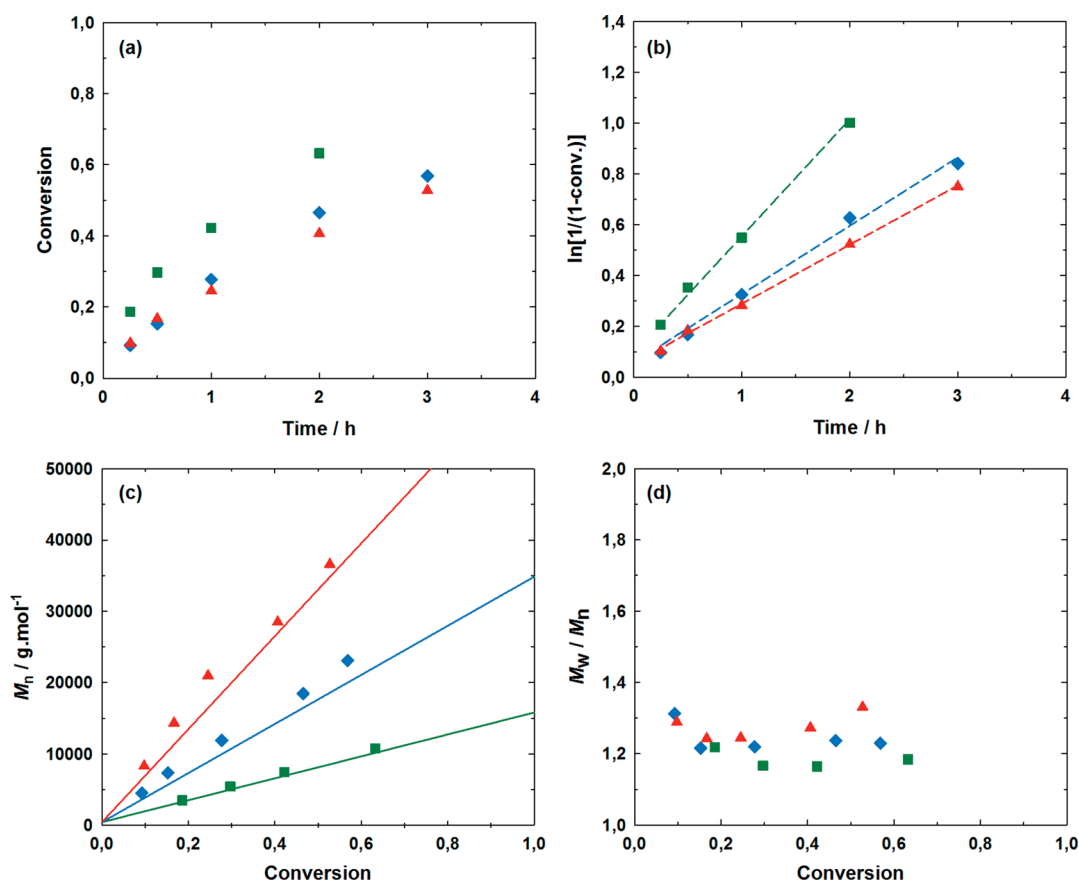 (a)
Conversion
1,0
0,8
0,6
0,4
0,2
0,0
0 1 2 3 4
Time / h
(b)
ln[1/(1-conv.)]
1,4
1,2
1,0
0,8
0,6
0,4
0,2
0,0
0 1 2 3 4
Time / h
(c)
Mn / g.mol-1
50000
40000
30000
20000
10000
0
0,0 0,2 0,4 0,6 0,8 1,0
Conversion
(d)
Mw / Mn
2,0
1,8
1,6
1,4
1,2
1,0
0,0 0,2 0,4 0,6 0,8 1,0
Conversion